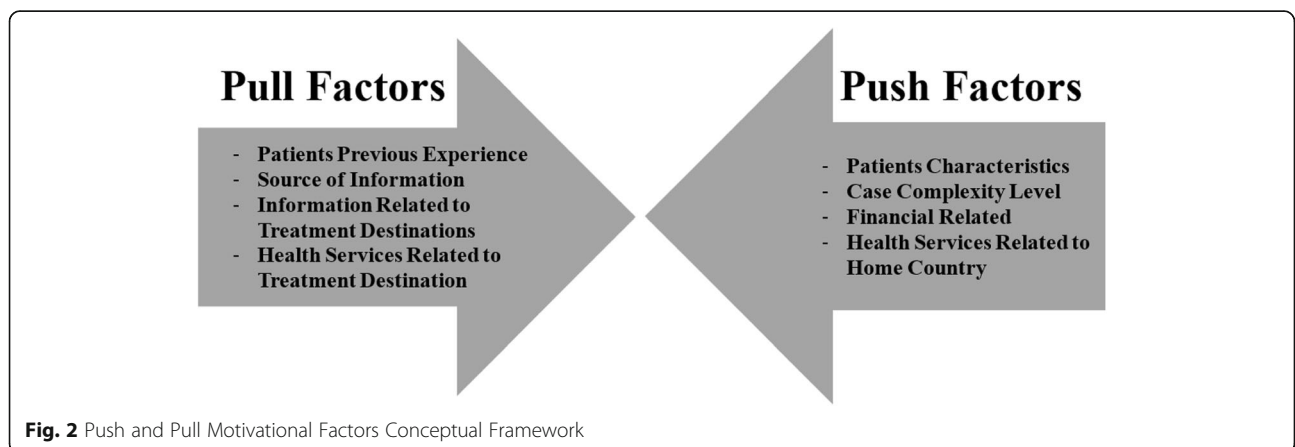 Pull Factors
- Patients Previous Experience
- Source of Information
- Information Related to
Treatment Destinations
- Health Services Related to
Treatment Destination
Push Factors
- Patients Characteristics
- Case Complexity Level
- Financial Related
- Health Services Related to
Home Country
Fig. 2 Push and Pull Motivational Factors Conceptual Framework